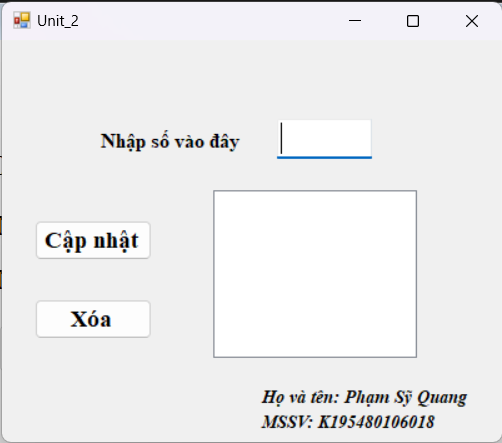 Unit_2
Nhập số vào đây
Cập nhật
Xóa
Họ và tên: Phạm Sỹ Quang
MSSV: K195480106018